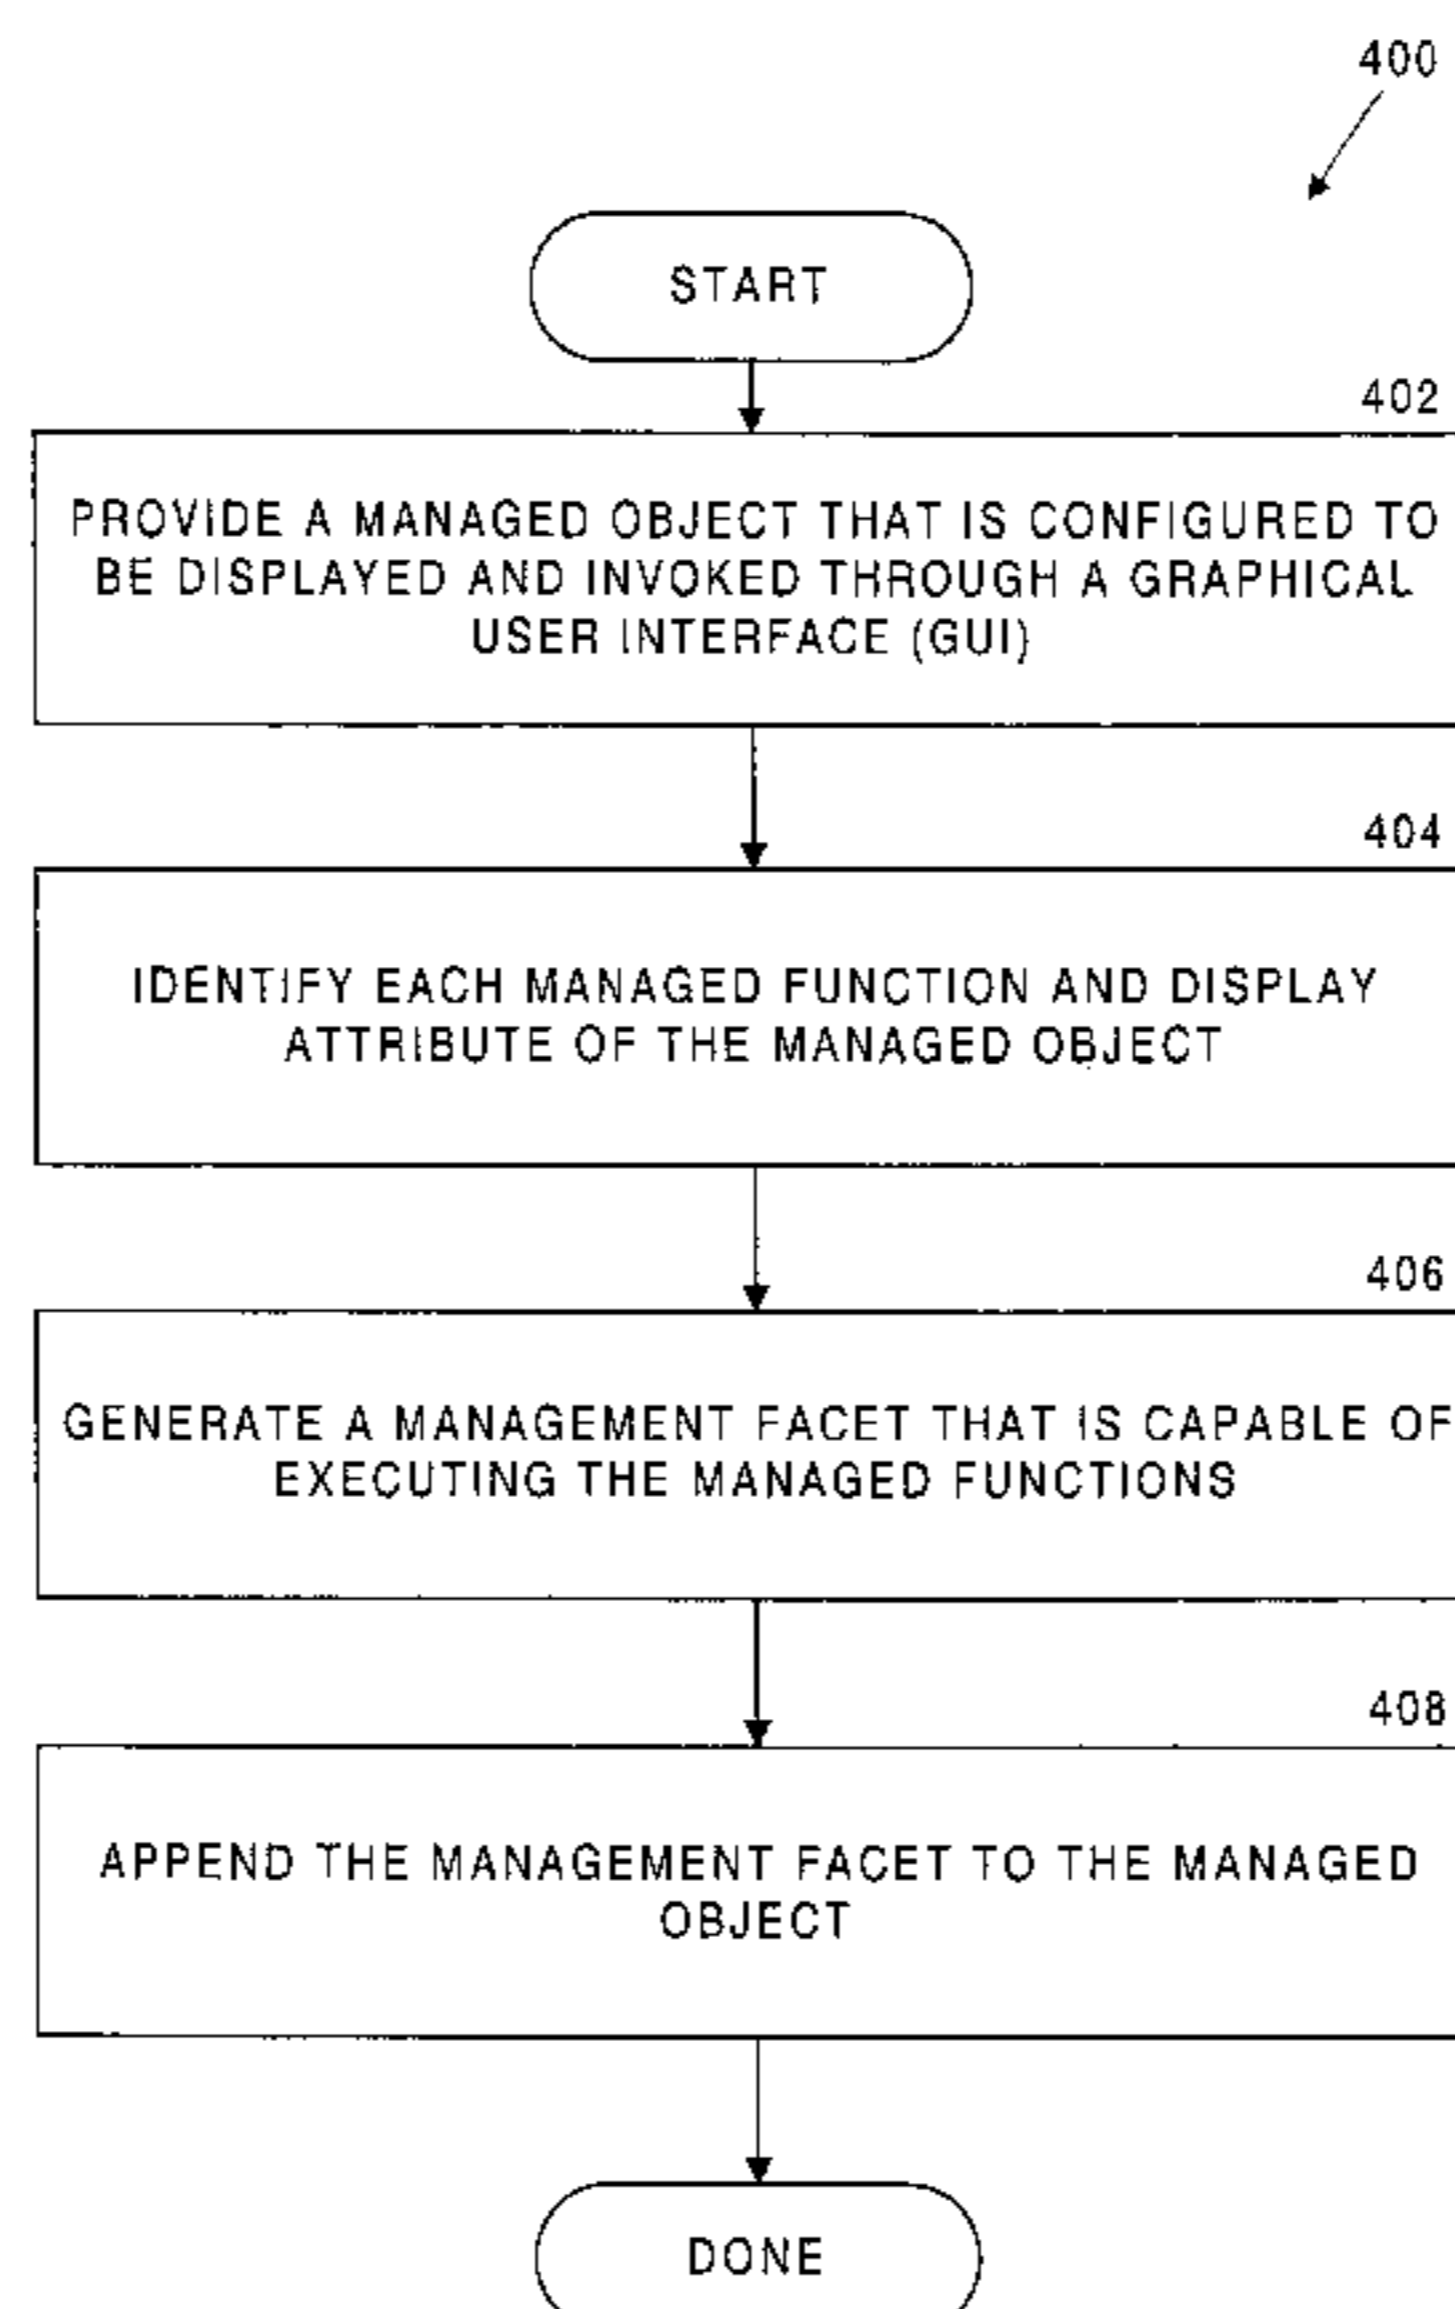 400
START
402
PROVIDE A MANAGED OBJECT THAT IS CONFIGURED TO
BE DISPLAYED AND INVOKED THROUGH A GRAPHICAL
USER INTERFACE (GUI)
404
IDENTIFY EACH MANAGED FUNCTION AND DISPLAY
ATTRIBUTE OF THE MANAGED OBJECT
406
GENERATE A MANAGEMENT FACET THAT IS CAPABLE OF
EXECUTING THE MANAGED FUNCTIONS
408
APPEND THE MANAGEMENT FACET TO THE MANAGED
OBJECT
DONE